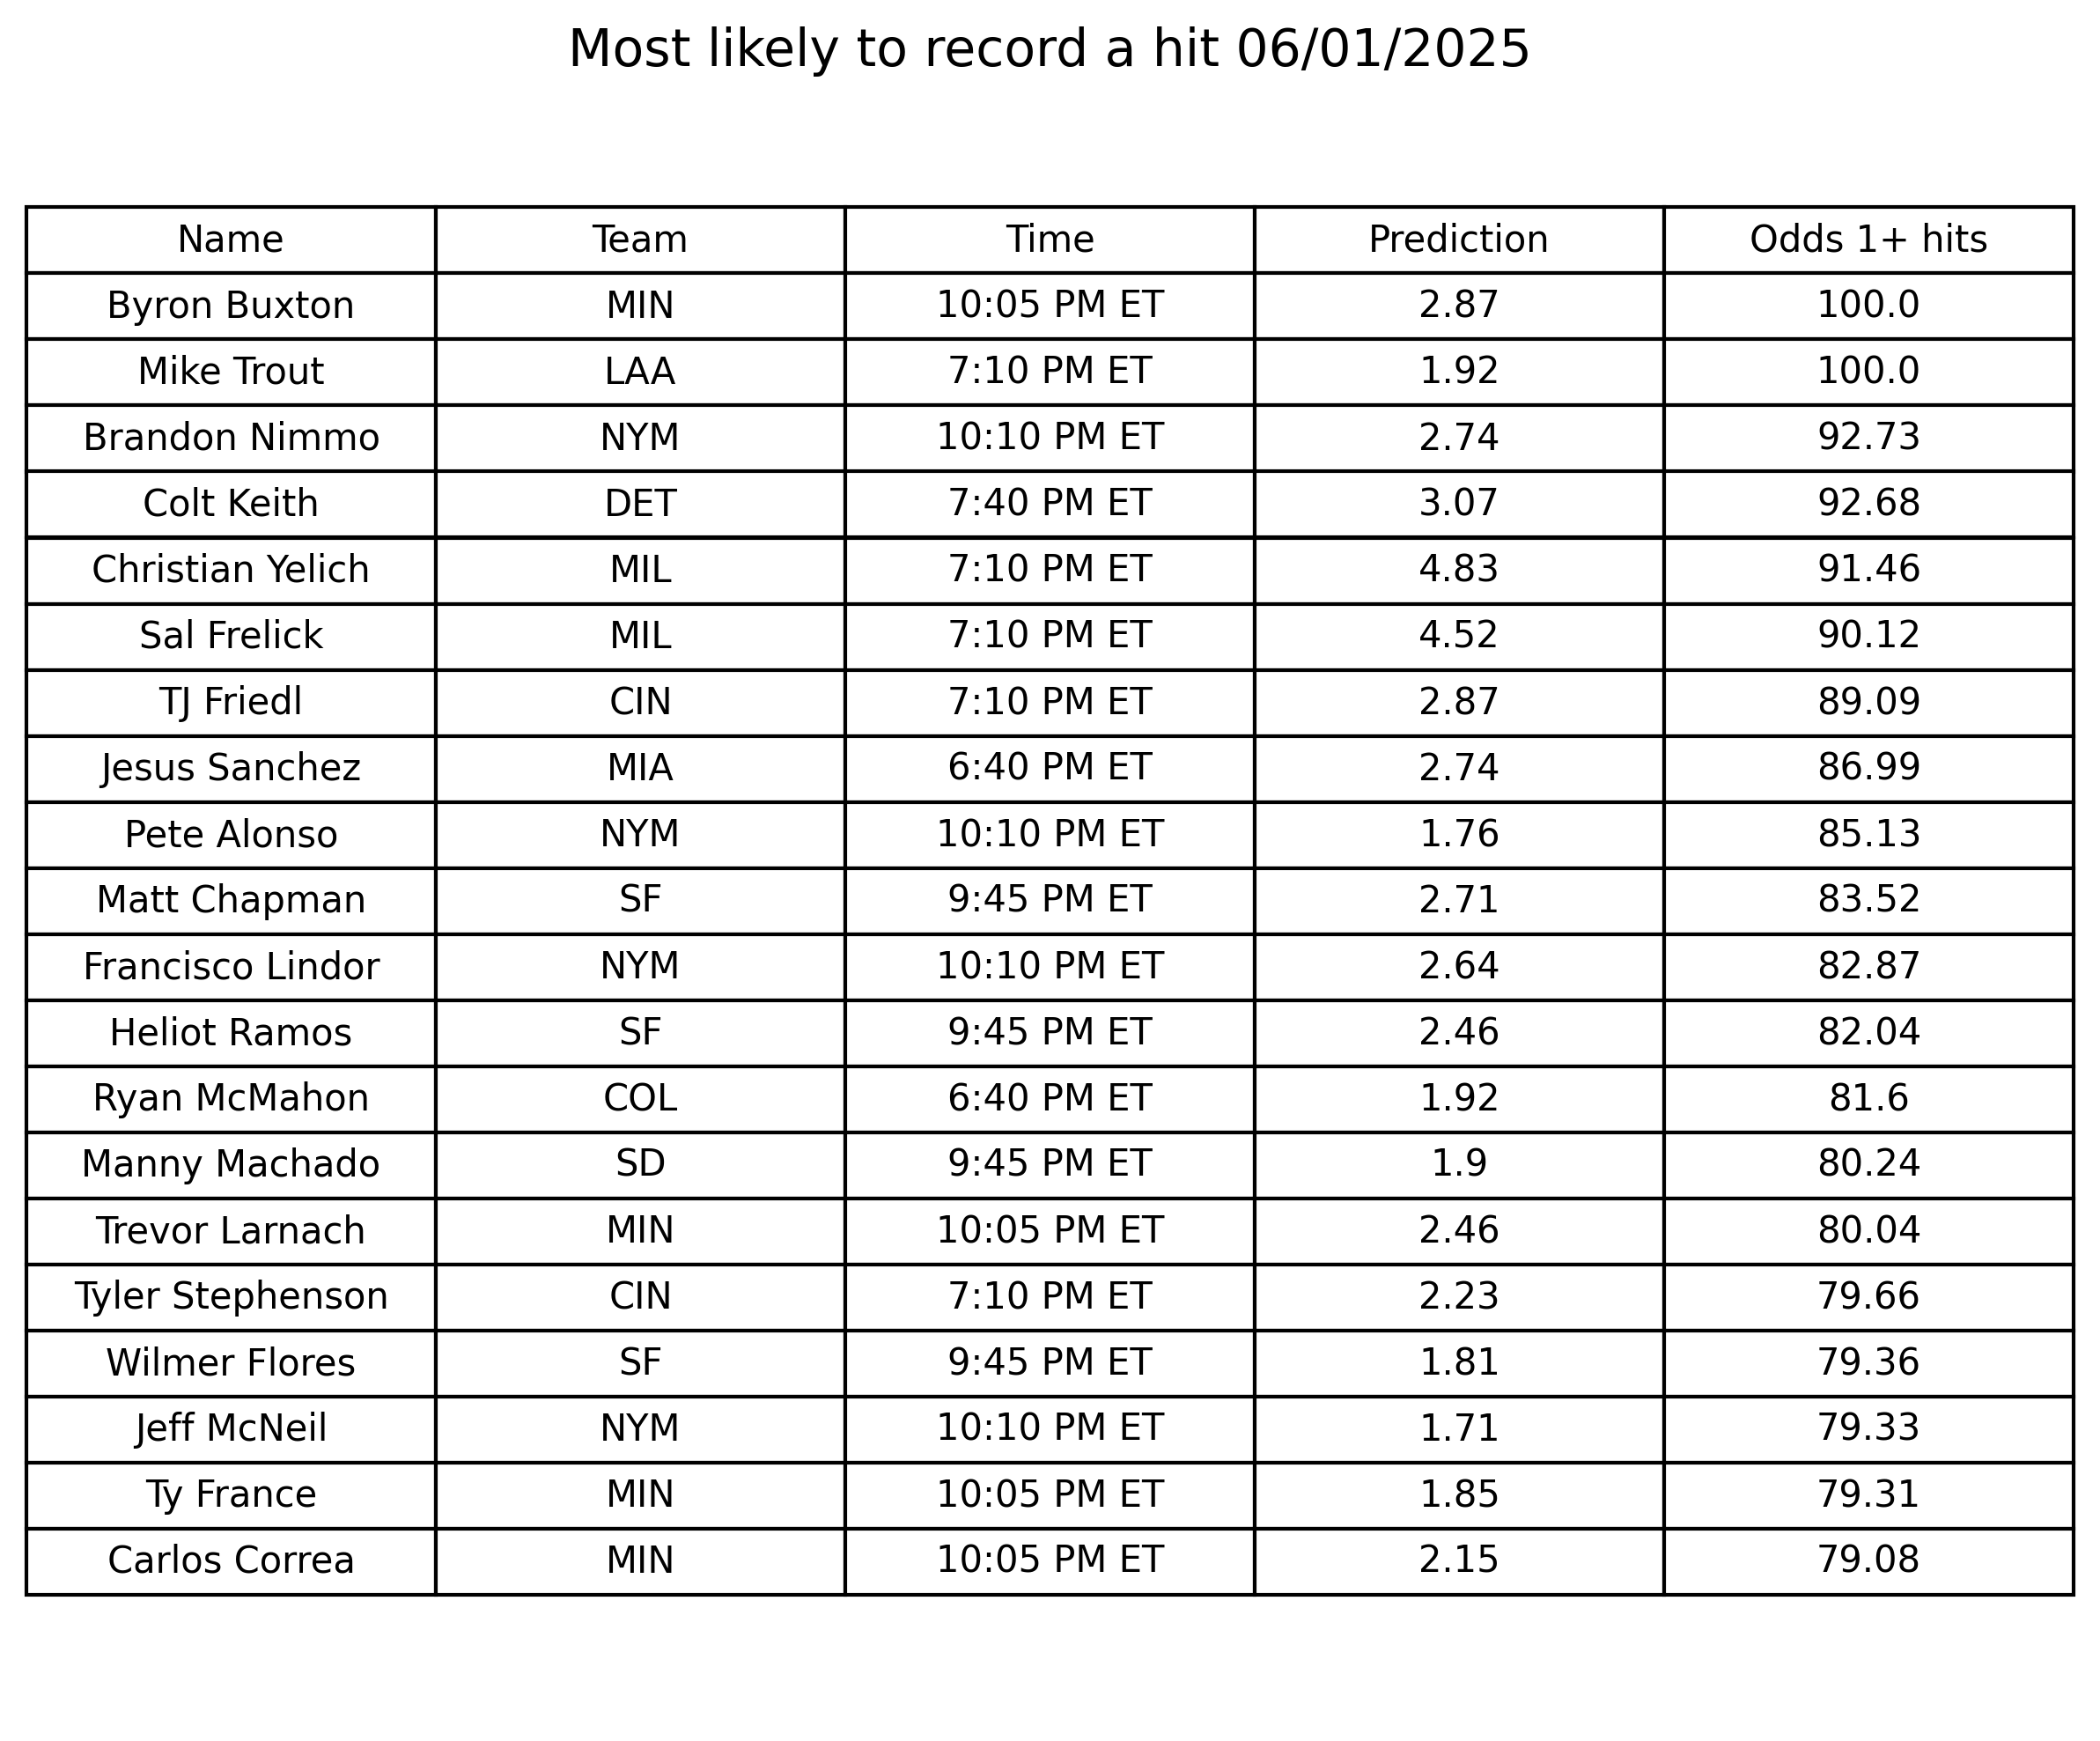 Most likely to record a hit 06/01/2025
Name Team Time Prediction Odds 1+ hits
Byron Buxton MIN 10:05 PM ET 2.87 100.0
Mike Trout LAA 7:10 PM ET 1.92 100.0
Brandon Nimmo NYM 10:10 PM ET 2.74 92.73
Colt Keith DET 7:40 PM ET 3.07 92.68
Christian Yelich MIL 7:10 PM ET 4.83 91.46
Sal Frelick MIL 7:10 PM ET 4.52 90.12
TJ Friedl CIN 7:10 PM ET 2.87 89.09
Jesus Sanchez MIA 6:40 PM ET 2.74 86.99
Pete Alonso NYM 10:10 PM ET 1.76 85.13
Matt Chapman SF 9:45 PM ET 2.71 83.52
Francisco Lindor NYM 10:10 PM ET 2.64 82.87
Heliot Ramos SF 9:45 PM ET 2.46 82.04
Ryan McMahon COL 6:40 PM ET 1.92 81.6
Manny Machado SD 9:45 PM ET 1.9 80.24
Trevor Larnach MIN 10:05 PM ET 2.46 80.04
Tyler Stephenson CIN 7:10 PM ET 2.23 79.66
Wilmer Flores SF 9:45 PM ET 1.81 79.36
Jeff McNeil NYM 10:10 PM ET 1.71 79.33
Ty France MIN 10:05 PM ET 1.85 79.31
Carlos Correa MIN 10:05 PM ET 2.15 79.08